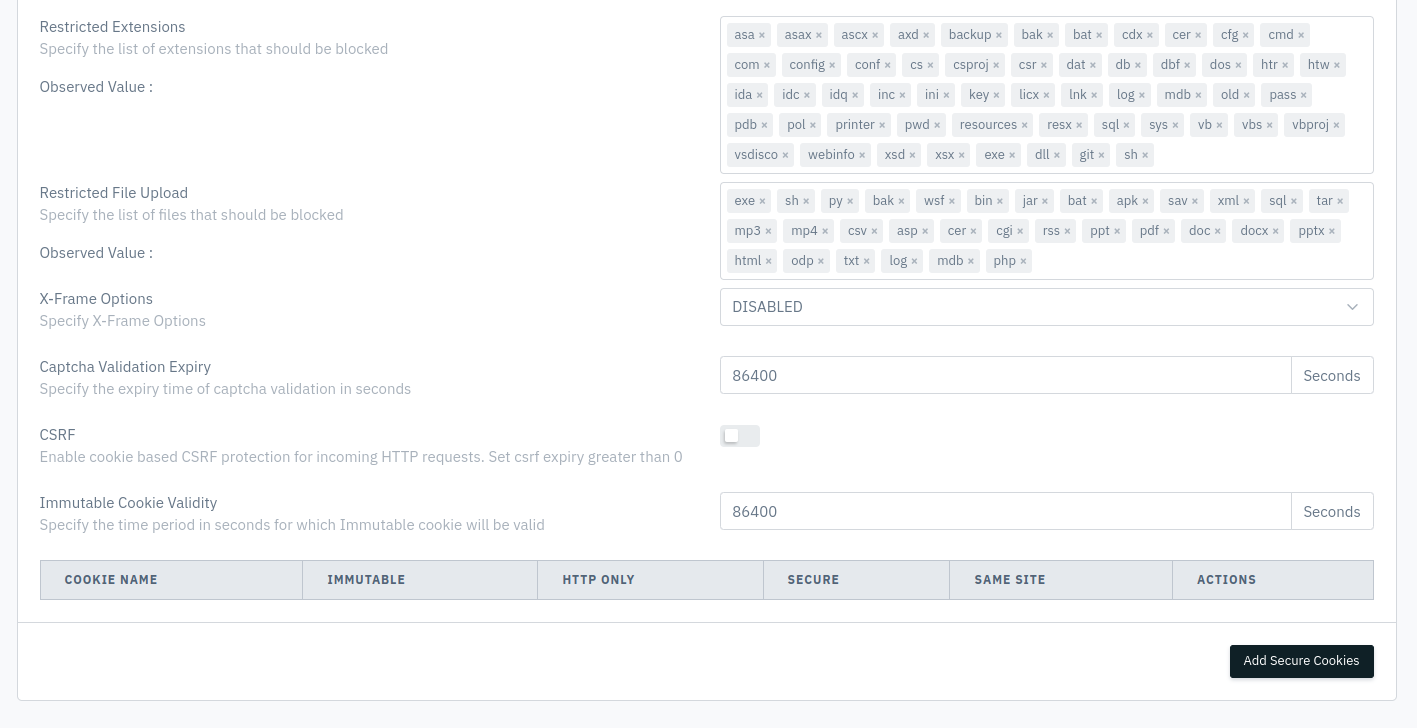 Restricted Extensions
Specify the list of extensions that should be blocked
Observed Value :
asa × asax × ascx × axd × backup × bak × bat × cdx × cer × cfg × cmd ×
com × config × conf × cs × csproj × csr × dat × db × dbf × dos × htr × htw ×
ida × idc × idq × inc × ini × key × licx × lnk × log × mdb × old × pass ×
pdb × pol × printer × pwd × resources × resx × sql × sys × vb × vbs × vbproj ×
vsdisco × webinfo × xsd × xsx × exe × dll × git × sh ×
Restricted File Upload
Specify the list of files that should be blocked
Observed Value :
exe × sh × py × bak × wsf × bin × jar × bat × apk × sav × xml × sql × tar ×
mp3 × mp4 × csv × asp × cer × cgi × rss × ppt × pdf × doc × docx × pptx ×
html × odp × txt × log × mdb × php ×
X-Frame Options
Specify X-Frame Options
DISABLED
Captcha Validation Expiry
Specify the expiry time of captcha validation in seconds
86400 Seconds
CSRF
Enable cookie based CSRF protection for incoming HTTP requests. Set csrf expiry greater than 0
Immutable Cookie Validity
Specify the time period in seconds for which Immutable cookie will be valid
86400 Seconds
COOKIE NAME IMMUTABLE HTTP ONLY SECURE SAME SITE ACTIONS
Add Secure Cookies